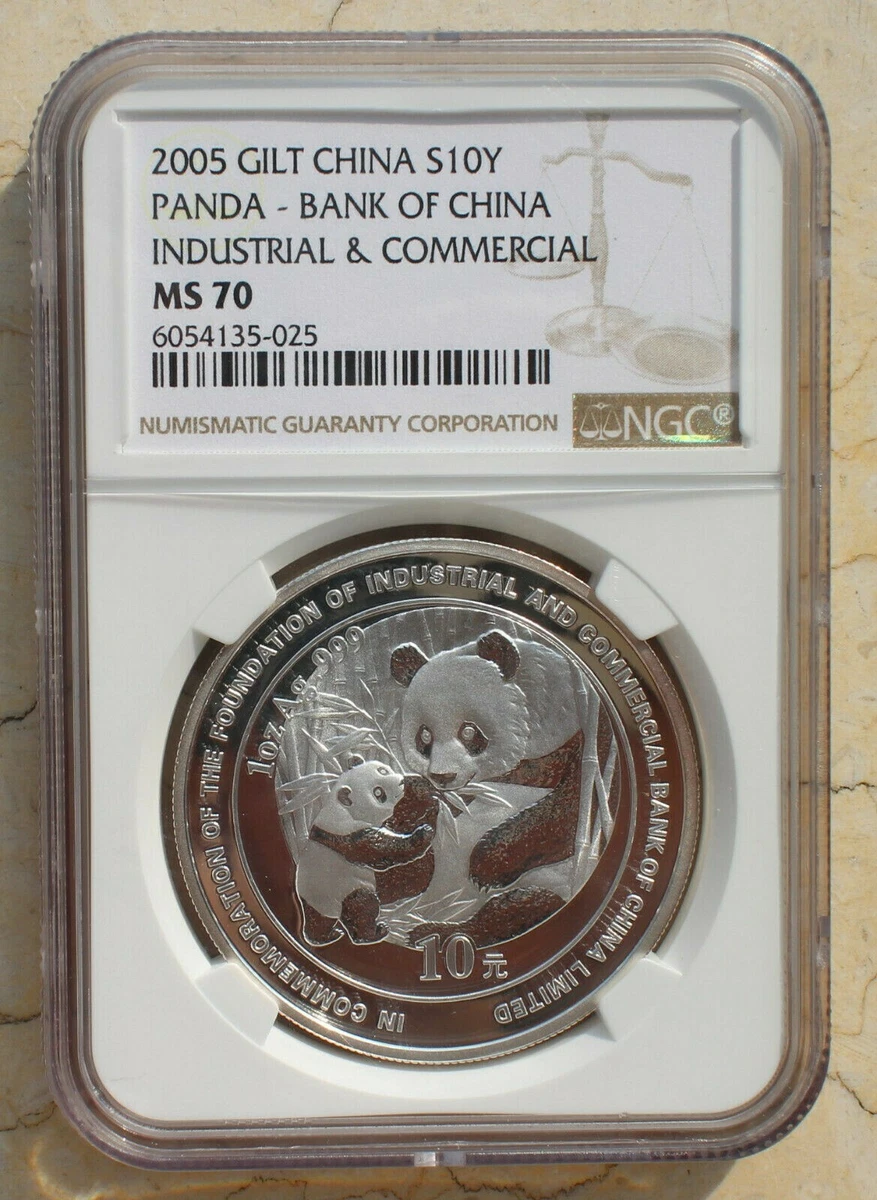 2005 GILT CHINA S10Y
PANDA - BANK OF CHINA
INDUSTRIAL & COMMERCIAL
MS 70
6054135-025
NUMISMATIC GUARANTY CORPORATION
NGC®
IN COMMEMORATION OF THE FOUNDATION OF INDUSTRIAL AND COMMERCIAL BANK OF CHINA LIMITED
1oz Ag .999
10元